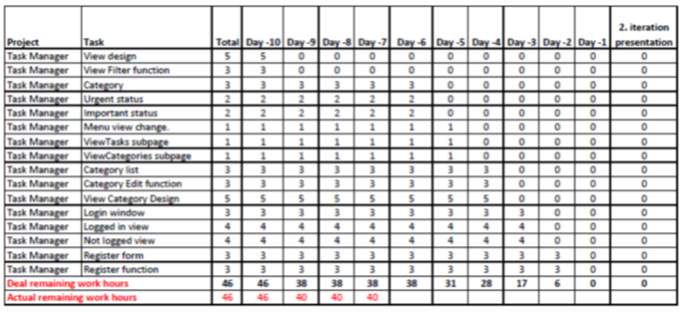 2. iteration
Project Task Total Day -10 Day -9 Day -8 Day -7 Day -6 Day -5 Day -4 Day -3 Day -2 Day -1 presentation
Task Manager View design 5 5 0 0 0 0 0 0 0 0 0 0
Task Manager View Filter function 3 3 0 0 0 0 0 0 0 0 0 0
Task Manager Category 3 3 3 3 3 3 0 0 0 0 0 0
Task Manager Urgent status 2 2 2 2 2 2 0 0 0 0 0 0
Task Manager Important status 2 2 2 2 2 2 0 0 0 0 0 0
Task Manager Menu view change. 1 1 1 1 1 1 1 0 0 0 0 0
Task Manager ViewTasks subpage 1 1 1 1 1 1 1 0 0 0 0 0
Task Manager ViewCategories subpage 1 1 1 1 1 1 1 0 0 0 0 0
Task Manager Category list 3 3 3 3 3 3 3 3 0 0 0 0
Task Manager Category Edit function 3 3 3 3 3 3 3 3 0 0 0 0
Task Manager View Category Design 5 5 5 5 5 5 5 5 0 0 0 0
Task Manager Login window 3 3 3 3 3 3 3 3 3 0 0 0
Task Manager Logged in view 4 4 4 4 4 4 4 4 4 0 0 0
Task Manager Not logged view 4 4 4 4 4 4 4 4 4 0 0 0
Task Manager Register form 3 3 3 3 3 3 3 3 3 3 0 0
Task Manager Register function 3 3 3 3 3 3 3 3 3 3 0 0
Deal remaining work hours 46 46 38 38 38 38 31 28 17 6 0 0
Actual remaining work hours 46 46 40 40 40